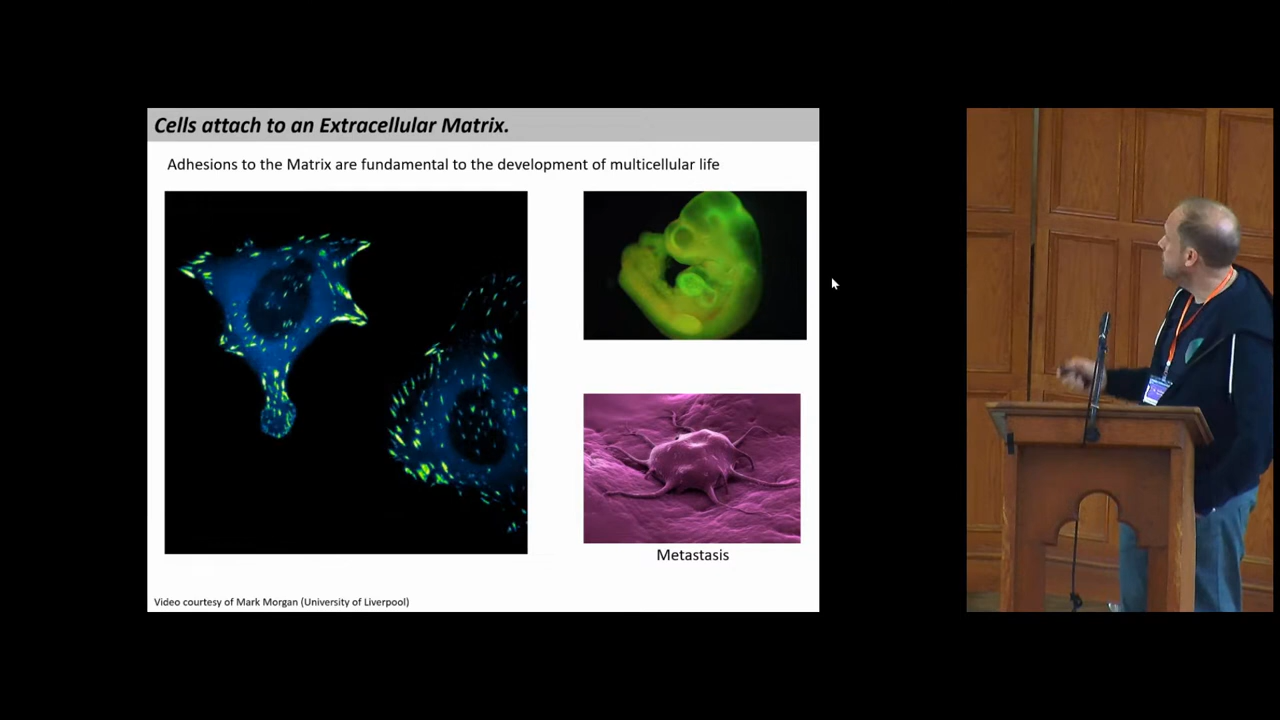 Cells attach to an Extracellular Matrix.
Adhesions to the Matrix are fundamental to the development of multicellular life
Metastasis
Video courtesy of Mark Morgan (University of Liverpool)